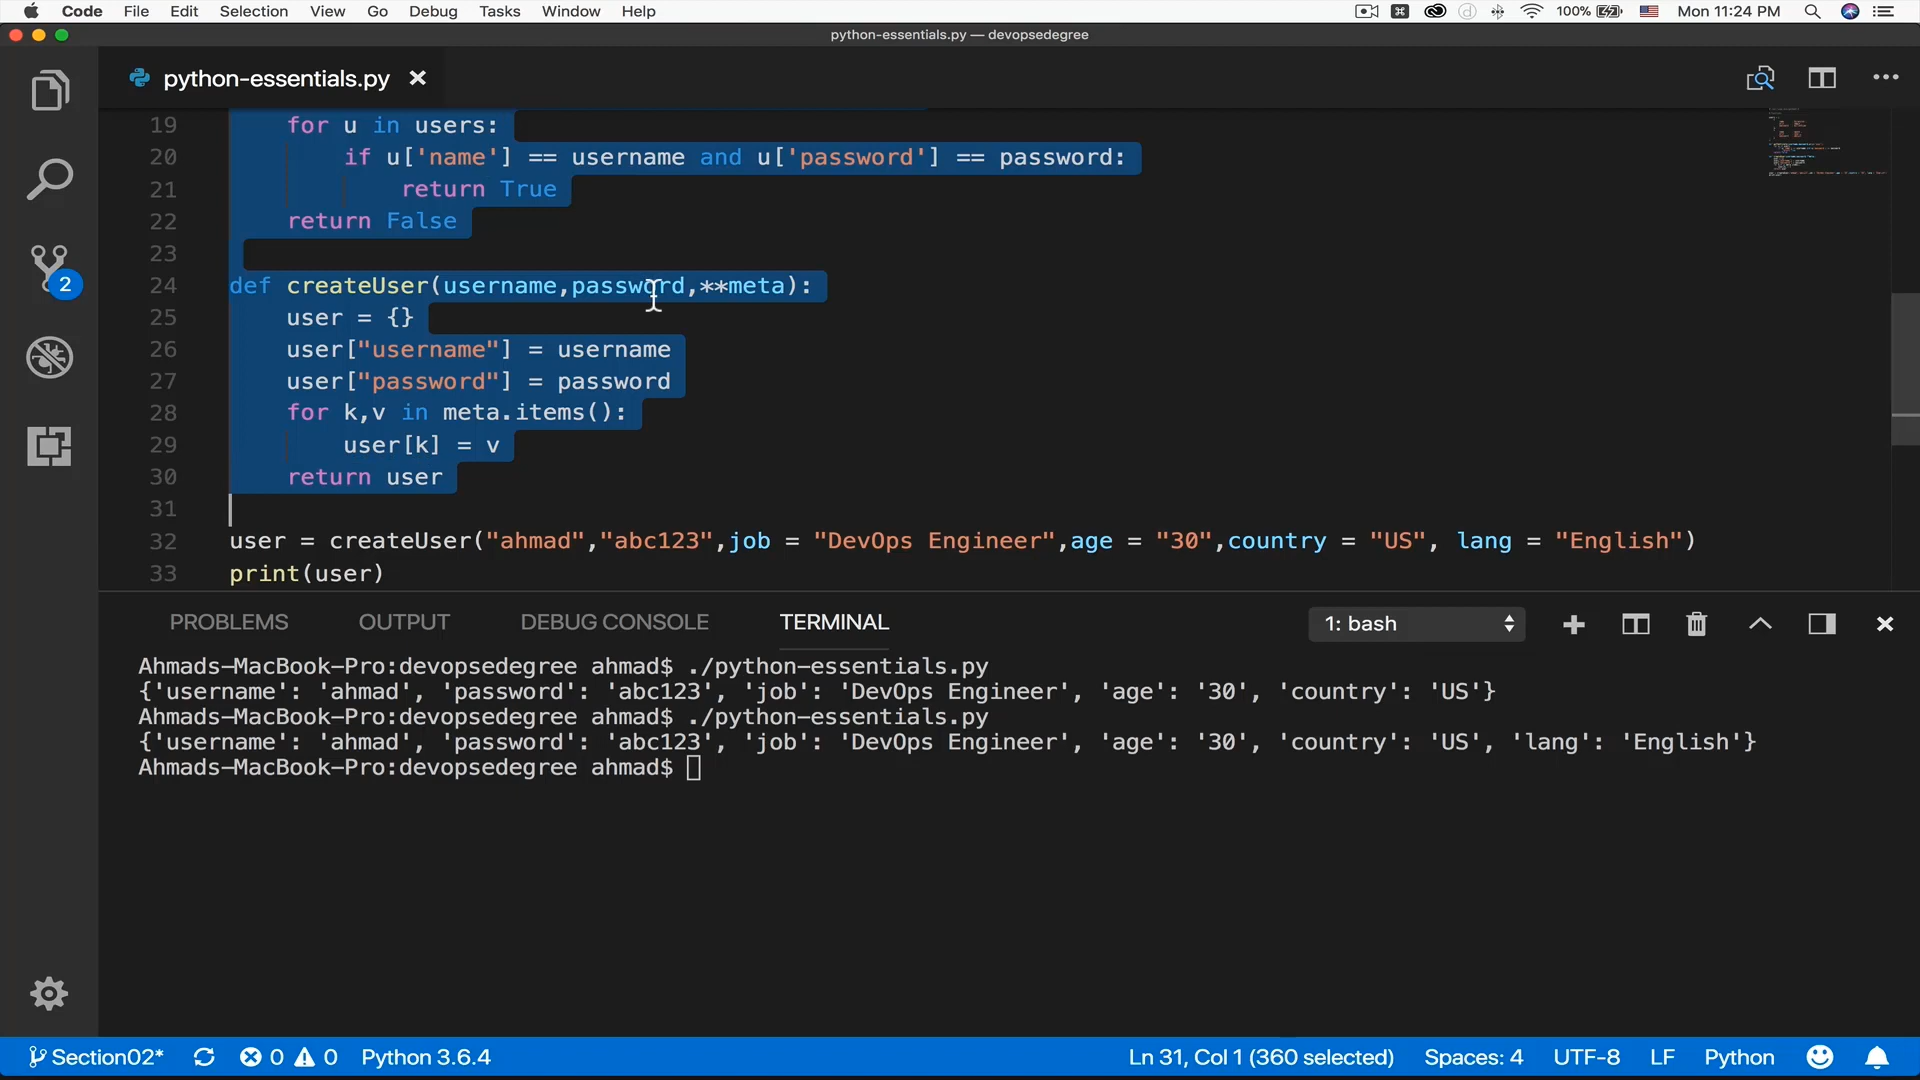 Code File Edit Selection View Go Debug Tasks Window Help 100% Mon 11:24 PM
python-essentials.py — devopsedegree
python-essentials.py
19 for u in users:
20 if u['name'] == username and u['password'] == password:
21 return True
22 return False
23
24 def createUser(username,password,**meta):
25 user = {}
26 user["username"] = username
27 user["password"] = password
28 for k,v in meta.items():
29 user[k] = v
30 return user
31
32 user = createUser("ahmad","abc123",job = "DevOps Engineer",age = "30",country = "US", lang = "English")
33 print(user)
2
PROBLEMS OUTPUT DEBUG CONSOLE TERMINAL 1: bash
Ahmads-MacBook-Pro:devopsedegree ahmad$ ./python-essentials.py
{'username': 'ahmad', 'password': 'abc123', 'job': 'DevOps Engineer', 'age': '30', 'country': 'US'}
Ahmads-MacBook-Pro:devopsedegree ahmad$ ./python-essentials.py
{'username': 'ahmad', 'password': 'abc123', 'job': 'DevOps Engineer', 'age': '30', 'country': 'US', 'lang': 'English'}
Ahmads-MacBook-Pro:devopsedegree ahmad$
Section02* 0 0 Python 3.6.4 Ln 31, Col 1 (360 selected) Spaces: 4 UTF-8 LF Python